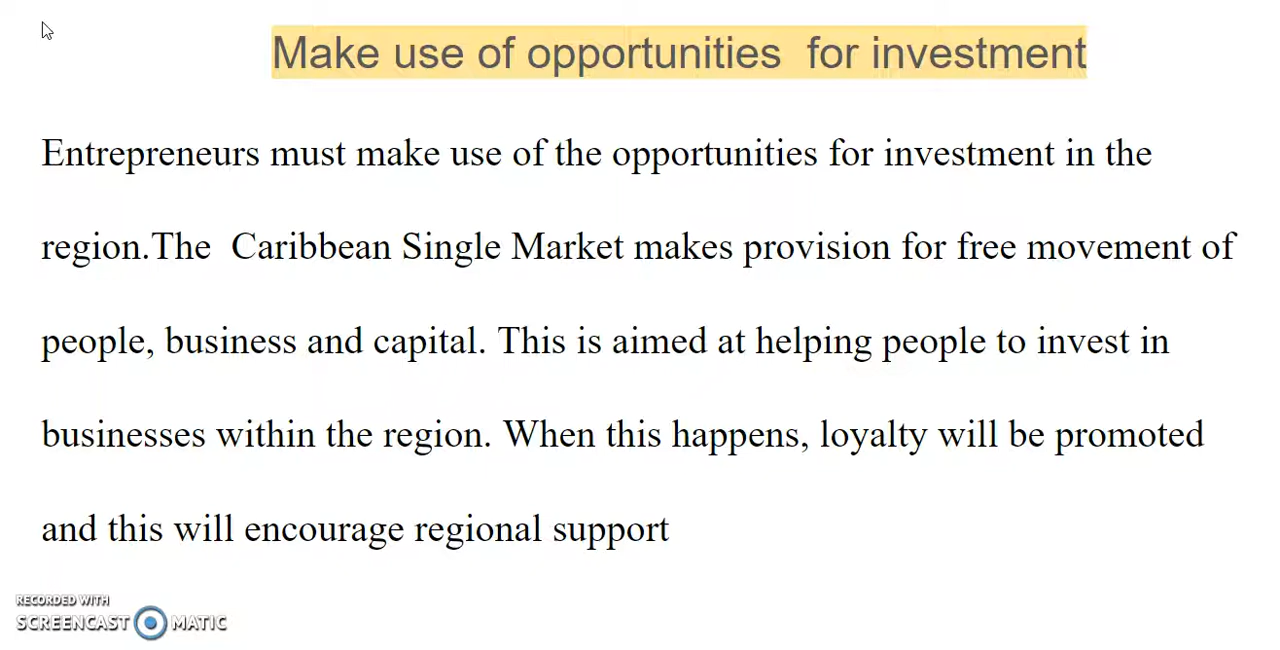 Make use of opportunities  for investment
Entrepreneurs must make use of the opportunities for investment in the
region.The  Caribbean Single Market makes provision for free movement of
people, business and capital. This is aimed at helping people to invest in
businesses within the region. When this happens, loyalty will be promoted
and this will encourage regional support
RECORDED WITH
SCREENCAST MATIC